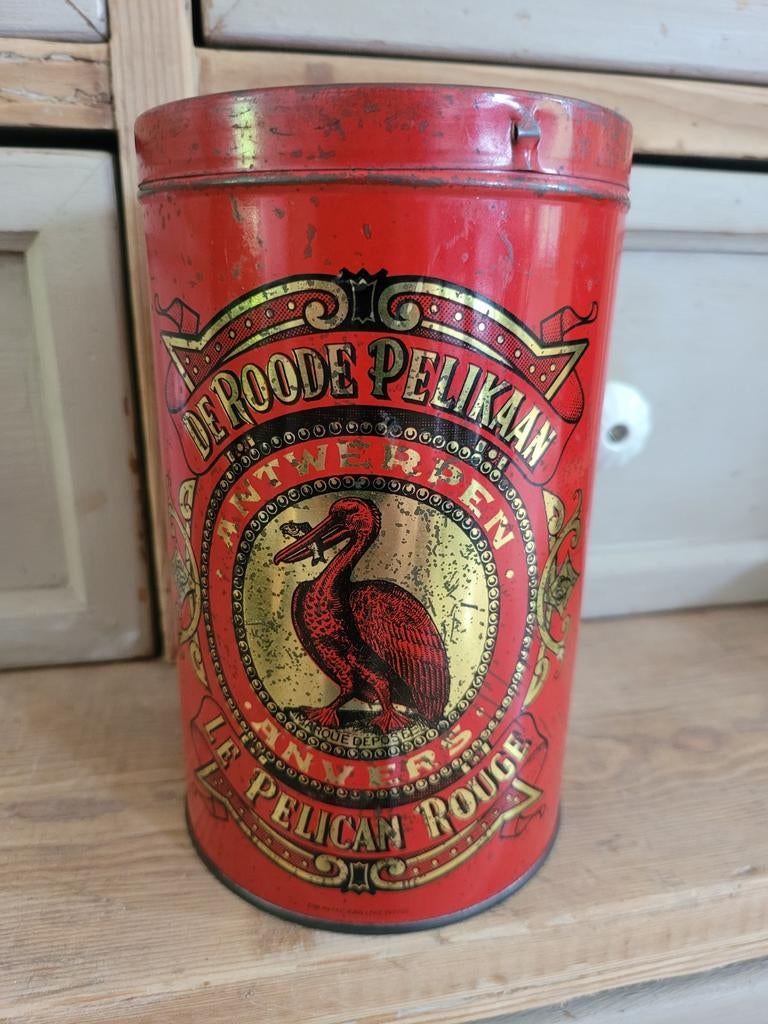 DE ROODE PELIKAAN
ANTWERPEN
MARQUE DEPOSEE
ANVERS
LE PELICAN ROUGE